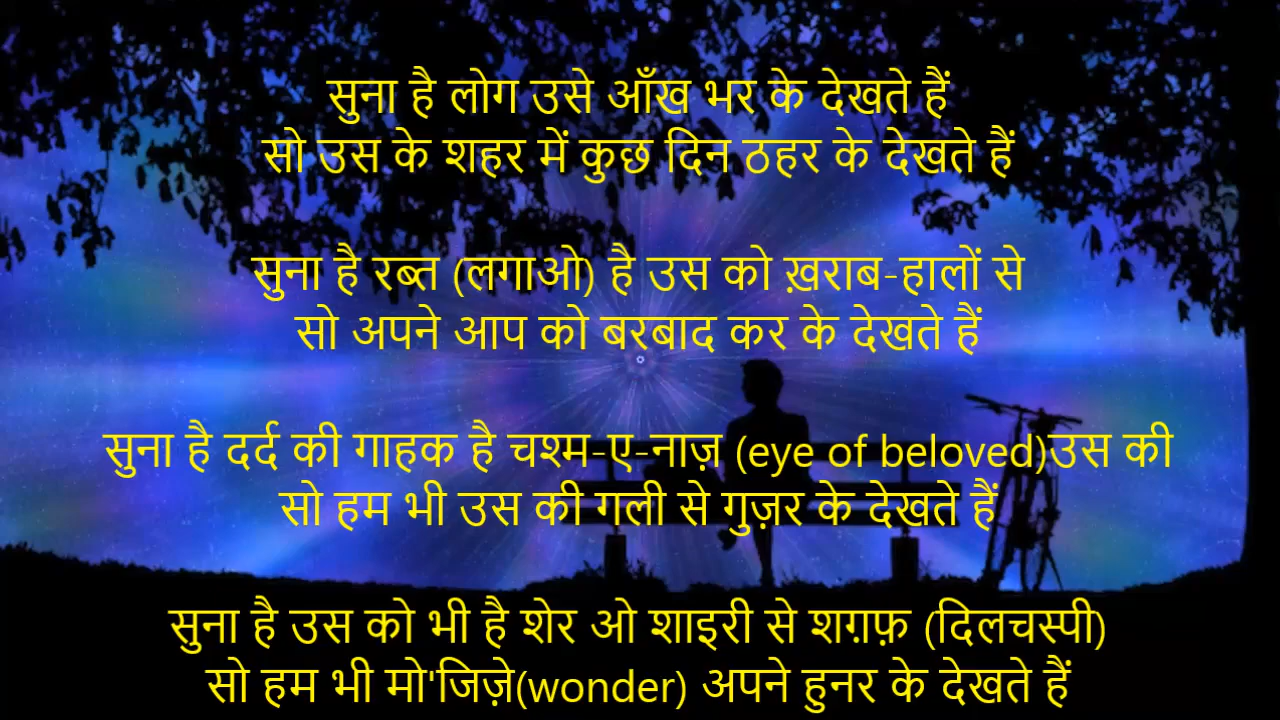 सुना है लोग उसे आँख भर के देखते हैं
सो उस के शहर में कुछ दिन ठहर के देखते हैं
सुना है रब्त (लगाओ) है उस को ख़राब-हालों से
सो अपने आप को बरबाद कर के देखते हैं
सुना है दर्द की गाहक है चश्म-ए-नाज़ (eye of beloved)उस की
सो हम भी उस की गली से गुज़र के देखते हैं
सुना है उस को भी है शेर ओ शाइरी से शग़फ़ (दिलचस्पी)
सो हम भी मो'जिज़े(wonder) अपने हुनर के देखते हैं